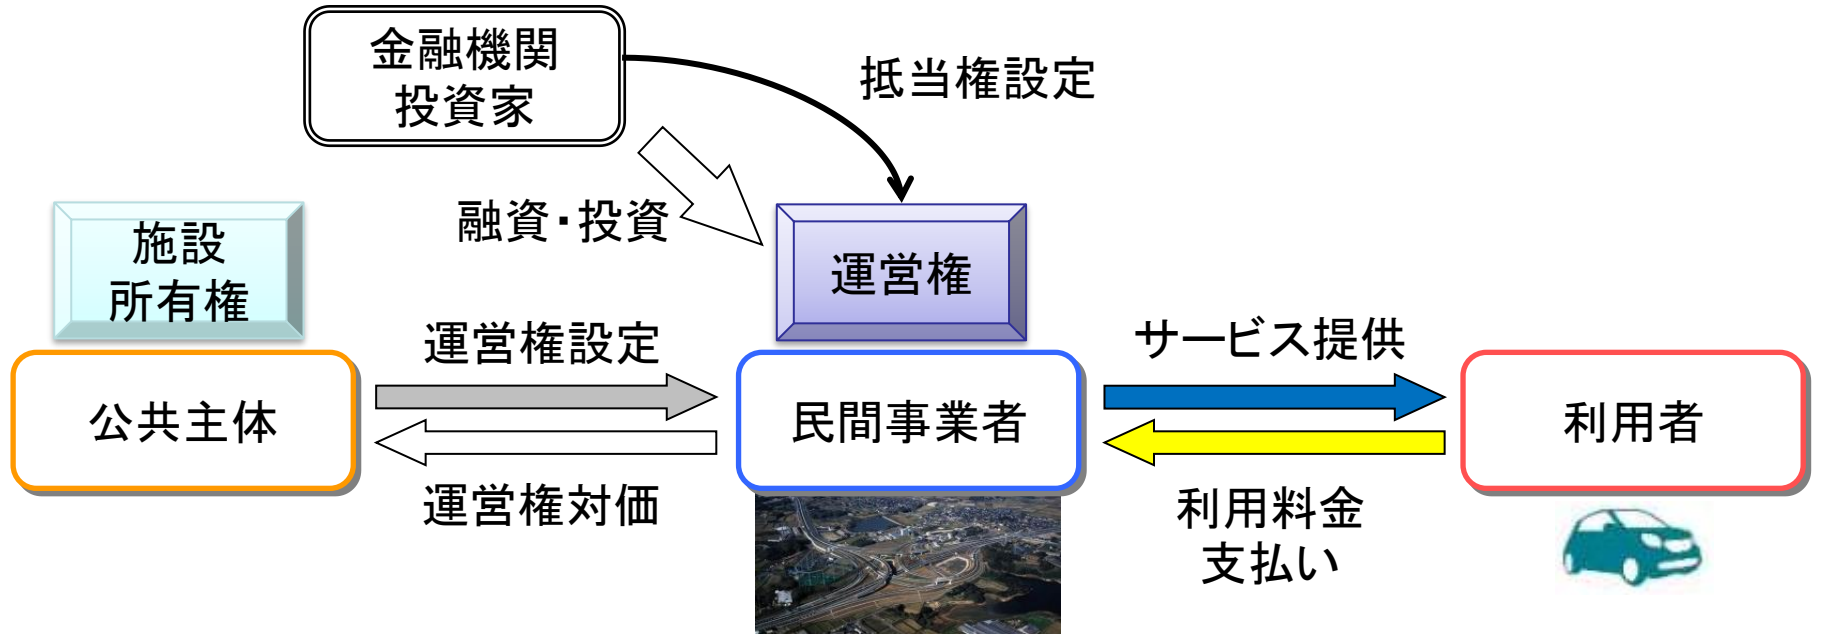 金融機関
投資家
抵当権設定
融資・投資
施設
所有権
運営権
運営権設定
サービス提供
公共主体
民間事業者
利用者
運営権対価
利用料金
支払い